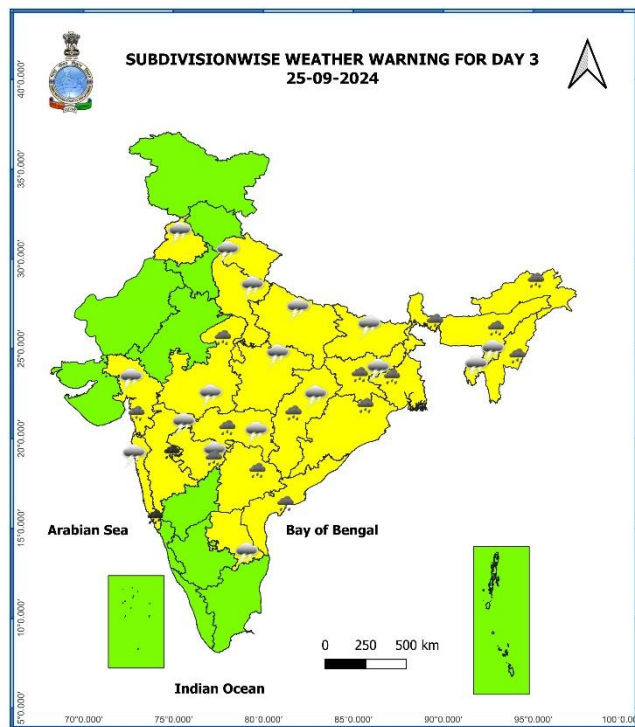 SUBDIVISIONWISE WEATHER WARNING FOR DAY 3
25-09-2024
40°0.000'
35°0.000'
30°0.000'
25°0.000'
20°0.000'
15°0.000'
10°0.000'
5°0.000'
Arabian Sea
Bay of Bengal
0 250 500 km
Indian Ocean
70°0.000' 75°0.000' 80°0.000' 85°0.000' 90°0.000' 95°0.000' 100°0.0